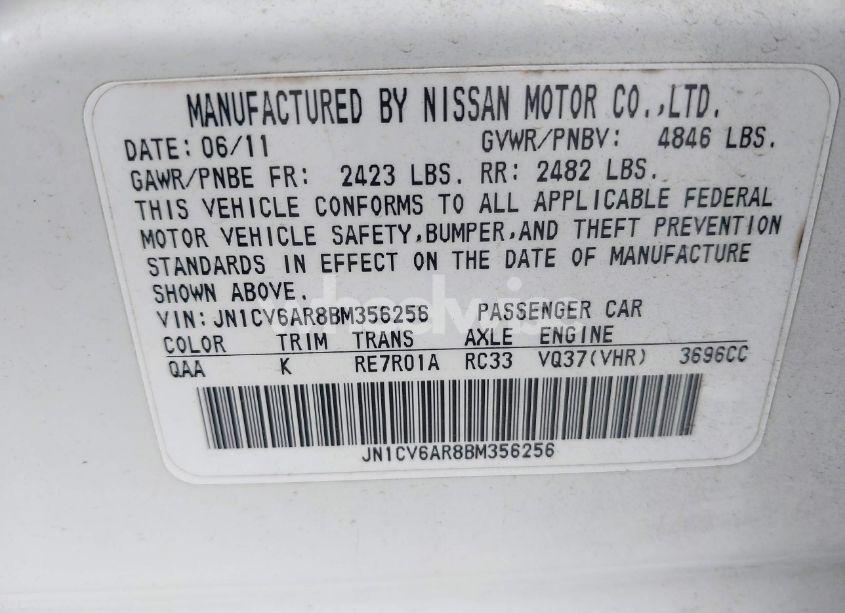 MANUFACTURED BY NISSAN MOTOR CO.,LTD.
DATE: 06/11 GVWR/PNBV: 4846 LBS.
GAWR/PNBE FR: 2423 LBS. RR: 2482 LBS.
THIS VEHICLE CONFORMS TO ALL APPLICABLE FEDERAL
MOTOR VEHICLE SAFETY,BUMPER,AND THEFT PREVENTION
STANDARDS IN EFFECT ON THE DATE OF MANUFACTURE
SHOWN ABOVE.
VIN: JN1CV6AR8BM356256 PASSENGER CAR
COLOR TRIM TRANS AXLE ENGINE
QAA K RE7R01A RC33 VQ37(VHR) 3696CC
JN1CV6AR8BM356256